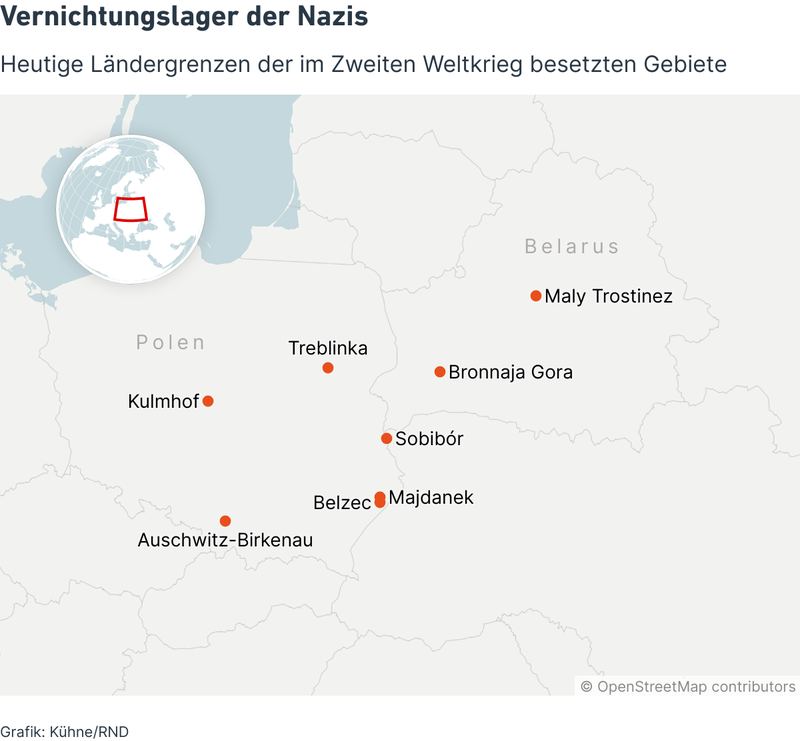 Vernichtungslager der Nazis
Heutige Ländergrenzen der im Zweiten Weltkrieg besetzten Gebiete
Belarus
Maly Trostinez
Polen
Treblinka
Bronnaja Gora
Kulmhof
Sobibór
Belzec
Majdanek
Auschwitz-Birkenau
© OpenStreetMap contributors
Grafik: Kühne/RND